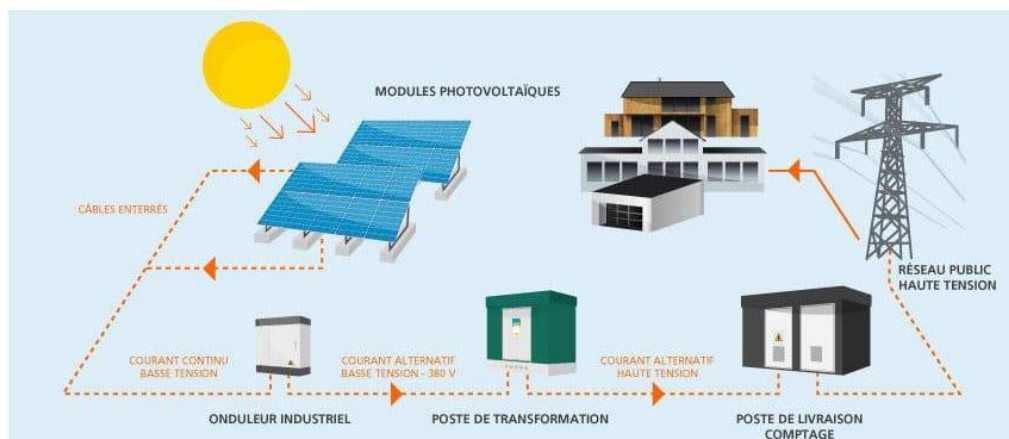 MODULES PHOTOVOLTAÏQUES
CÂBLES ENTERRÉS
RÉSEAU PUBLIC
HAUTE TENSION
COURANT CONTINU
BASSE TENSION
COURANT ALTERNATIF
BASSE TENSION - 380 V
COURANT ALTERNATIF
HAUTE TENSION
ONDULEUR INDUSTRIEL
POSTE DE TRANSFORMATION
POSTE DE LIVRAISON
COMPTAGE